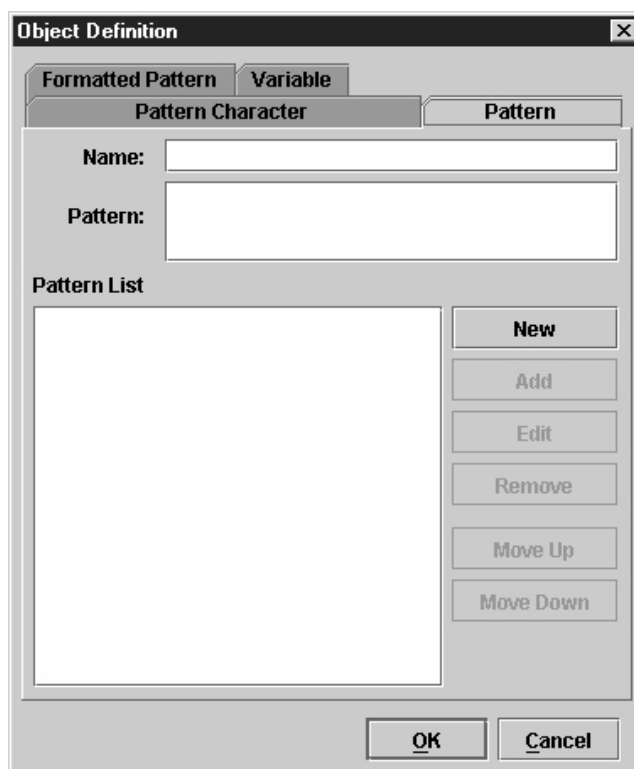 Object Definition
Formatted Pattern Variable
Pattern Character Pattern
Name:
Pattern:
Pattern List
New
Add
Edit
Remove
Move Up
Move Down
OK Cancel